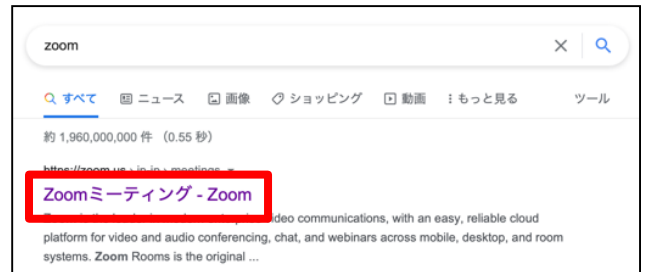 zoom
すべて ニュース 画像 ショッピング 動画 もっと見る ツール
約 1,960,000,000 件 （0.55 秒）
https://zoom.us › jp-jp › meetings
Zoomミーティング - Zoom
video communications, with an easy, reliable cloud
platform for video and audio conferencing, chat, and webinars across mobile, desktop, and room
systems. Zoom Rooms is the original ...